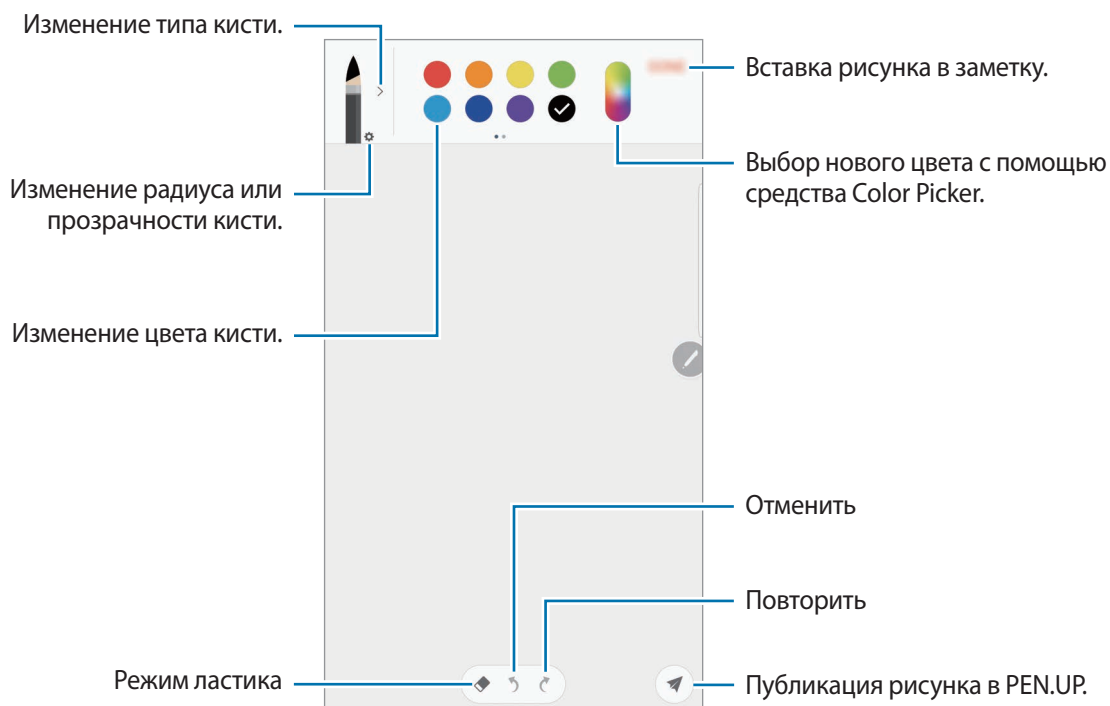 Изменение типа кисти.
Вставка рисунка в заметку.
Выбор нового цвета с помощью
средства Color Picker.
Изменение радиуса или
прозрачности кисти.
Изменение цвета кисти.
Отменить
Повторить
Режим ластика
Публикация рисунка в PEN.UP.